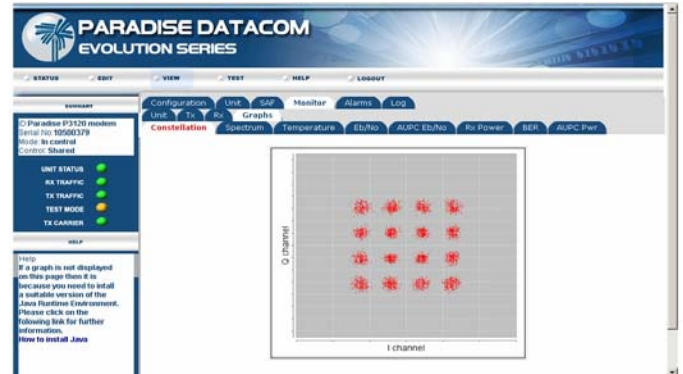 PARADISE DATACOM
EVOLUTION SERIES
STATUS EDIT VIEW TEST HELP LOGOUT
SUMMARY
ID: Paradise P3120 modem
Serial No: 10500379
Mode: In control
Control: Shared
UNIT STATUS
RX TRAFFIC
TX TRAFFIC
TEST MODE
TX CARRIER
HELP
Help
If a graph is not displayed
on this page then it is
because you need to intall
a suitable version of the
Java Runtime Environment.
Please click on the
folowing link for further
information.
How to install Java
Configuration Unit SAF Monitor Alarms Log
Unit Tx Rx Graphs
Constellation Spectrum Temperature Eb/No AUPC Eb/No Rx Power BER AUPC Pwr
Q channel
I channel